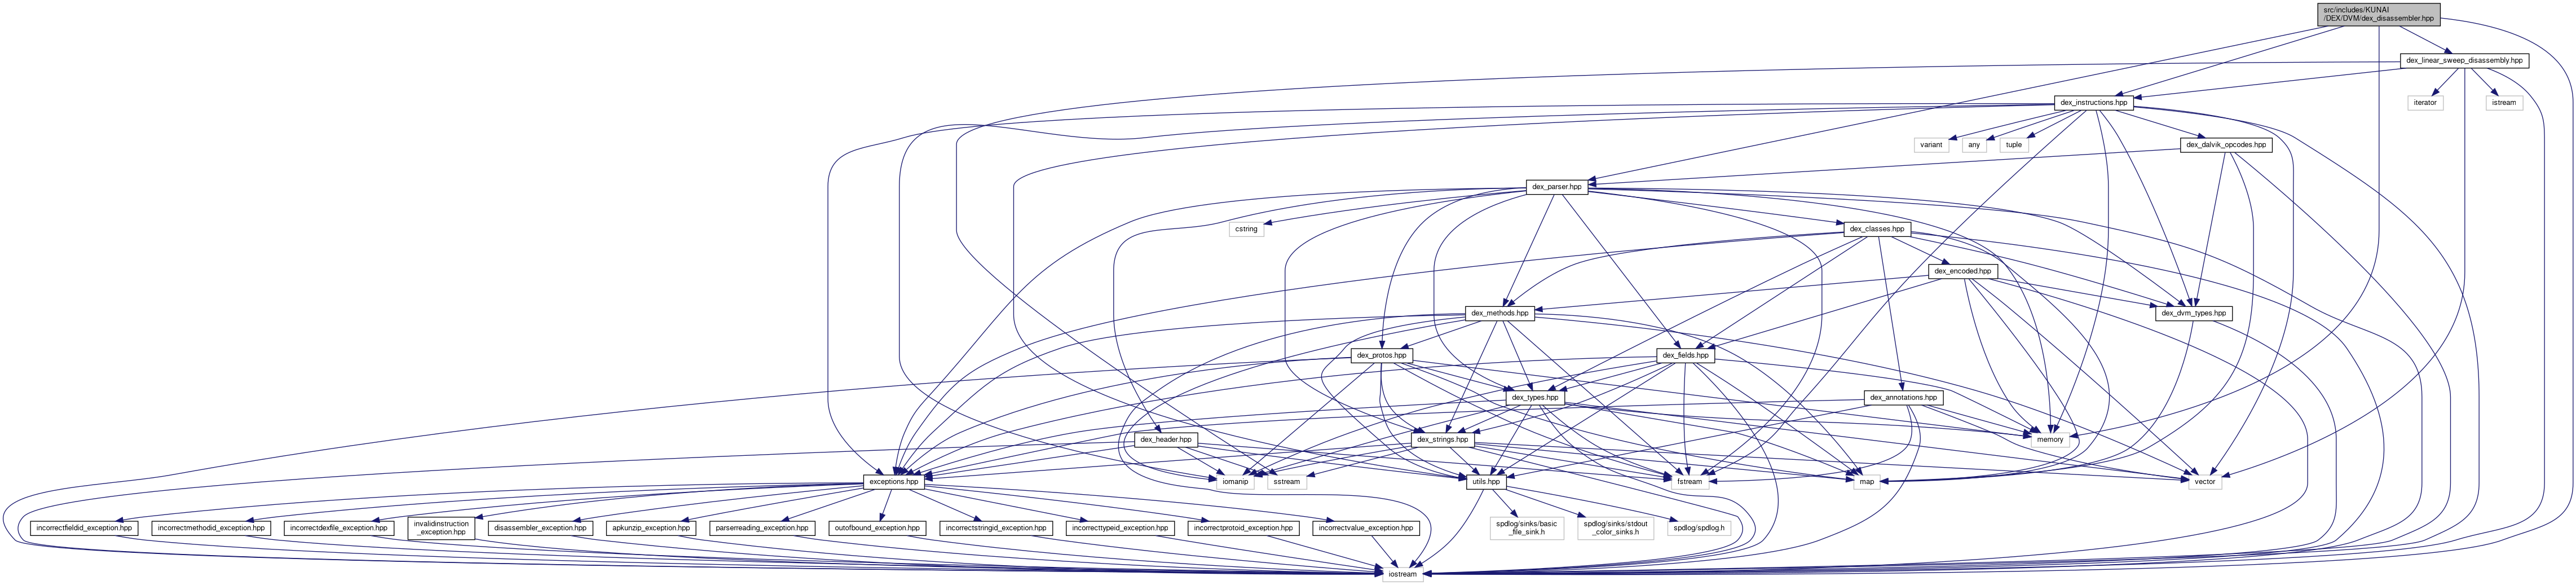 src/includes/KUNAI
/DEX/DVM/dex_disassembler.hpp
dex_linear_sweep_disassembly.hpp
dex_instructions.hpp
iterator
istream
variant
any
tuple
dex_dalvik_opcodes.hpp
dex_parser.hpp
cstring
dex_classes.hpp
dex_encoded.hpp
dex_methods.hpp
dex_dvm_types.hpp
dex_protos.hpp
dex_fields.hpp
dex_types.hpp
dex_annotations.hpp
dex_header.hpp
dex_strings.hpp
memory
exceptions.hpp
iomanip
sstream
utils.hpp
fstream
map
vector
incorrectfieldid_exception.hpp
incorrectmethodid_exception.hpp
incorrectdexfile_exception.hpp
invalidinstruction
_exception.hpp
disassembler_exception.hpp
apkunzip_exception.hpp
parserreading_exception.hpp
outofbound_exception.hpp
incorrectstringid_exception.hpp
incorrecttypeid_exception.hpp
incorrectprotoid_exception.hpp
incorrectvalue_exception.hpp
spdlog/sinks/basic
_file_sink.h
spdlog/sinks/stdout
_color_sinks.h
spdlog/spdlog.h
iostream